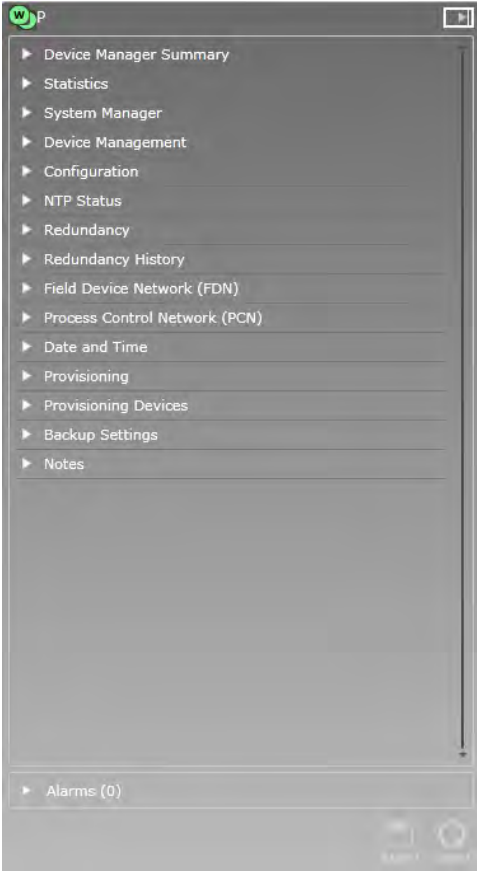 W P
Device Manager Summary
Statistics
System Manager
Device Management
Configuration
NTP Status
Redundancy
Redundancy History
Field Device Network (FDN)
Process Control Network (PCN)
Date and Time
Provisioning
Provisioning Devices
Backup Settings
Notes
Alarms (0)